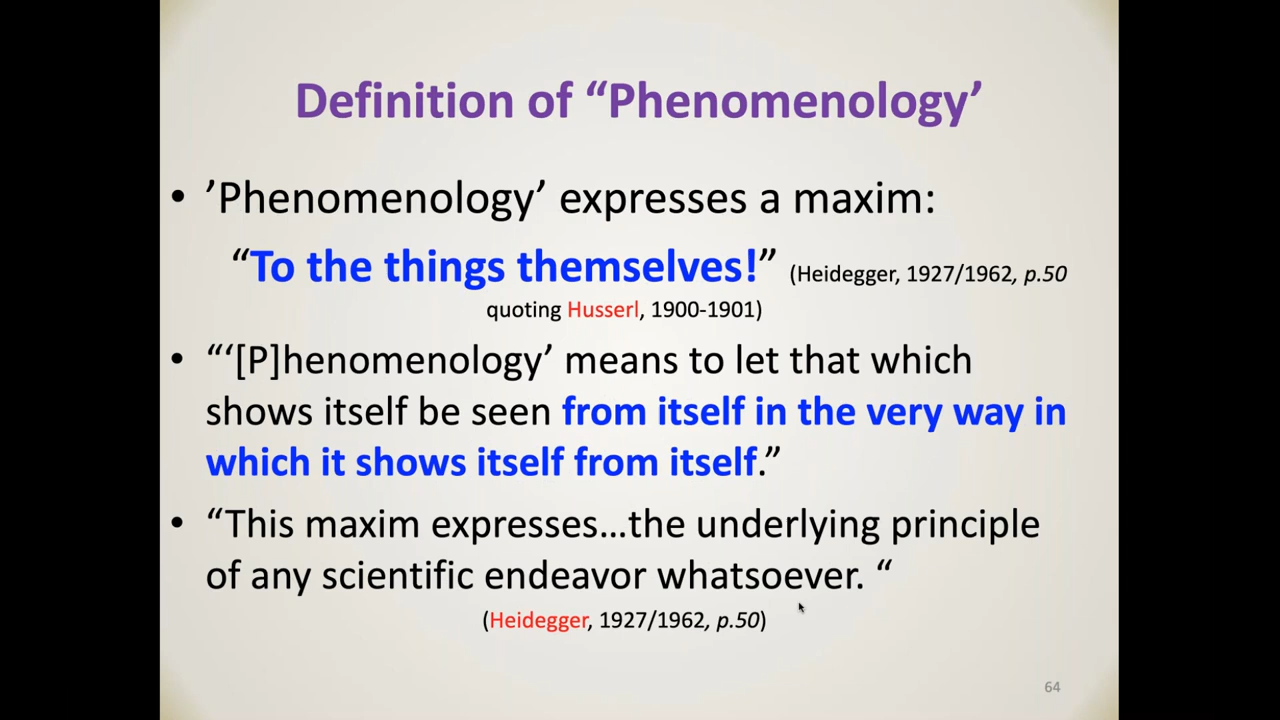 Definition of “Phenomenology’
• ’Phenomenology’ expresses a maxim:
“To the things themselves!” (Heidegger, 1927/1962, p.50
quoting Husserl, 1900-1901)
• “‘[P]henomenology’ means to let that which
shows itself be seen from itself in the very way in
which it shows itself from itself.”
• “This maxim expresses…the underlying principle
of any scientific endeavor whatsoever. “
(Heidegger, 1927/1962, p.50)
64